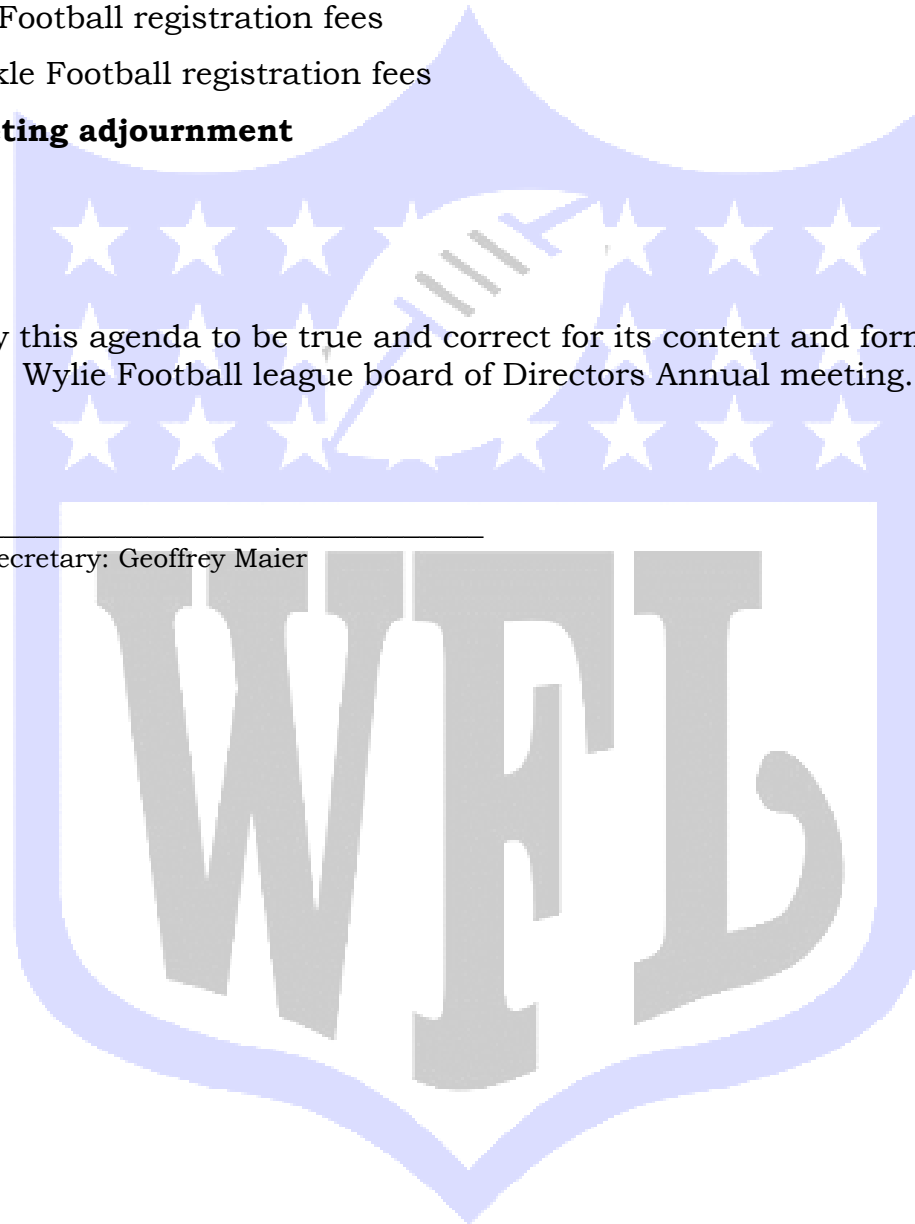 Football registration fees
kle Football registration fees
ting adjournment
y this agenda to be true and correct for its content and for
Wylie Football league board of Directors Annual meeting.
ecretary: Geoffrey Maier
WFL